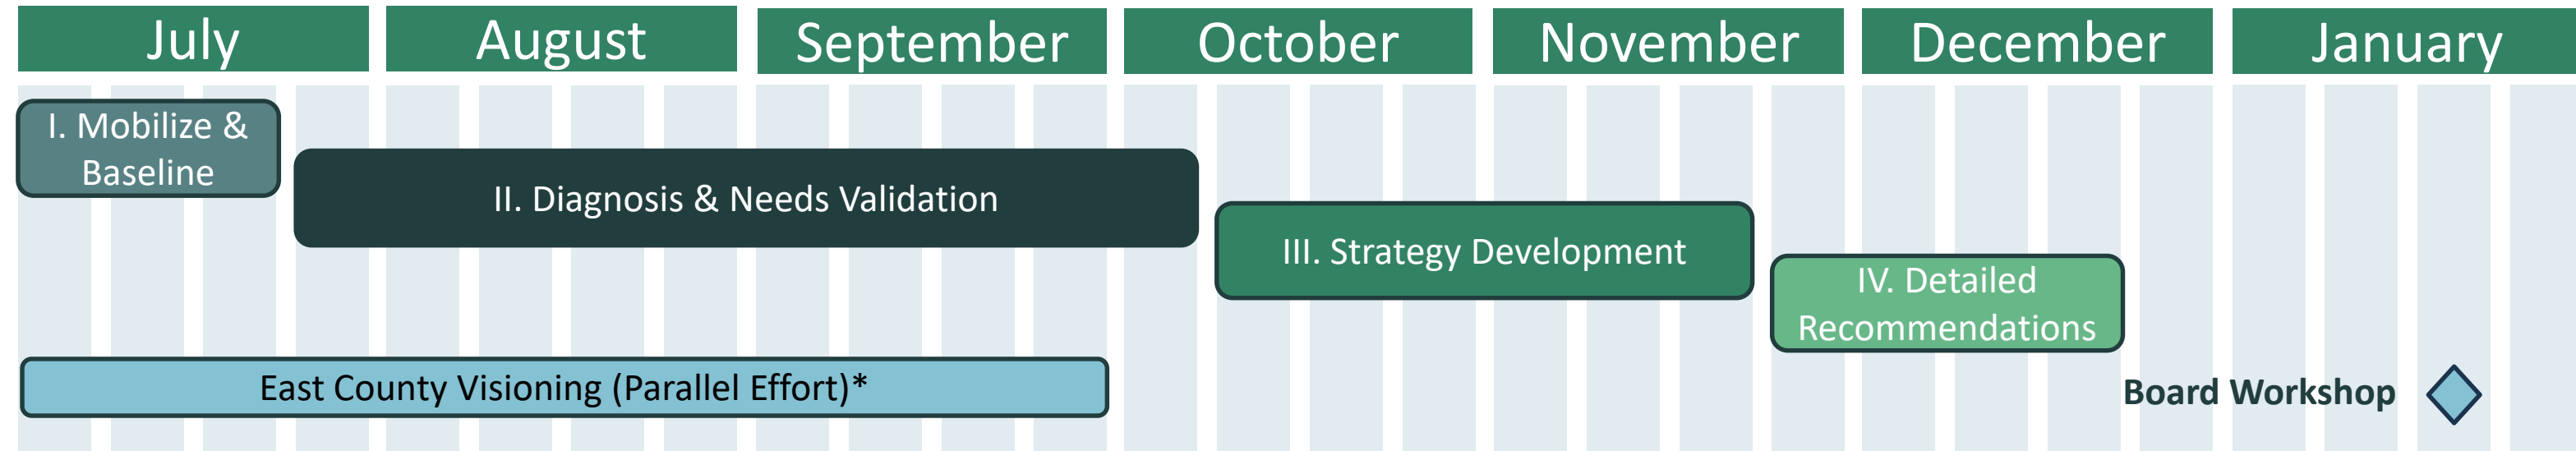 July
August
September
October
November
December
January
I. Mobilize &
Baseline
II. Diagnosis & Needs Validation
III. Strategy Development
IV. Detailed
Recommendations
East County Visioning (Parallel Effort)*
Board Workshop